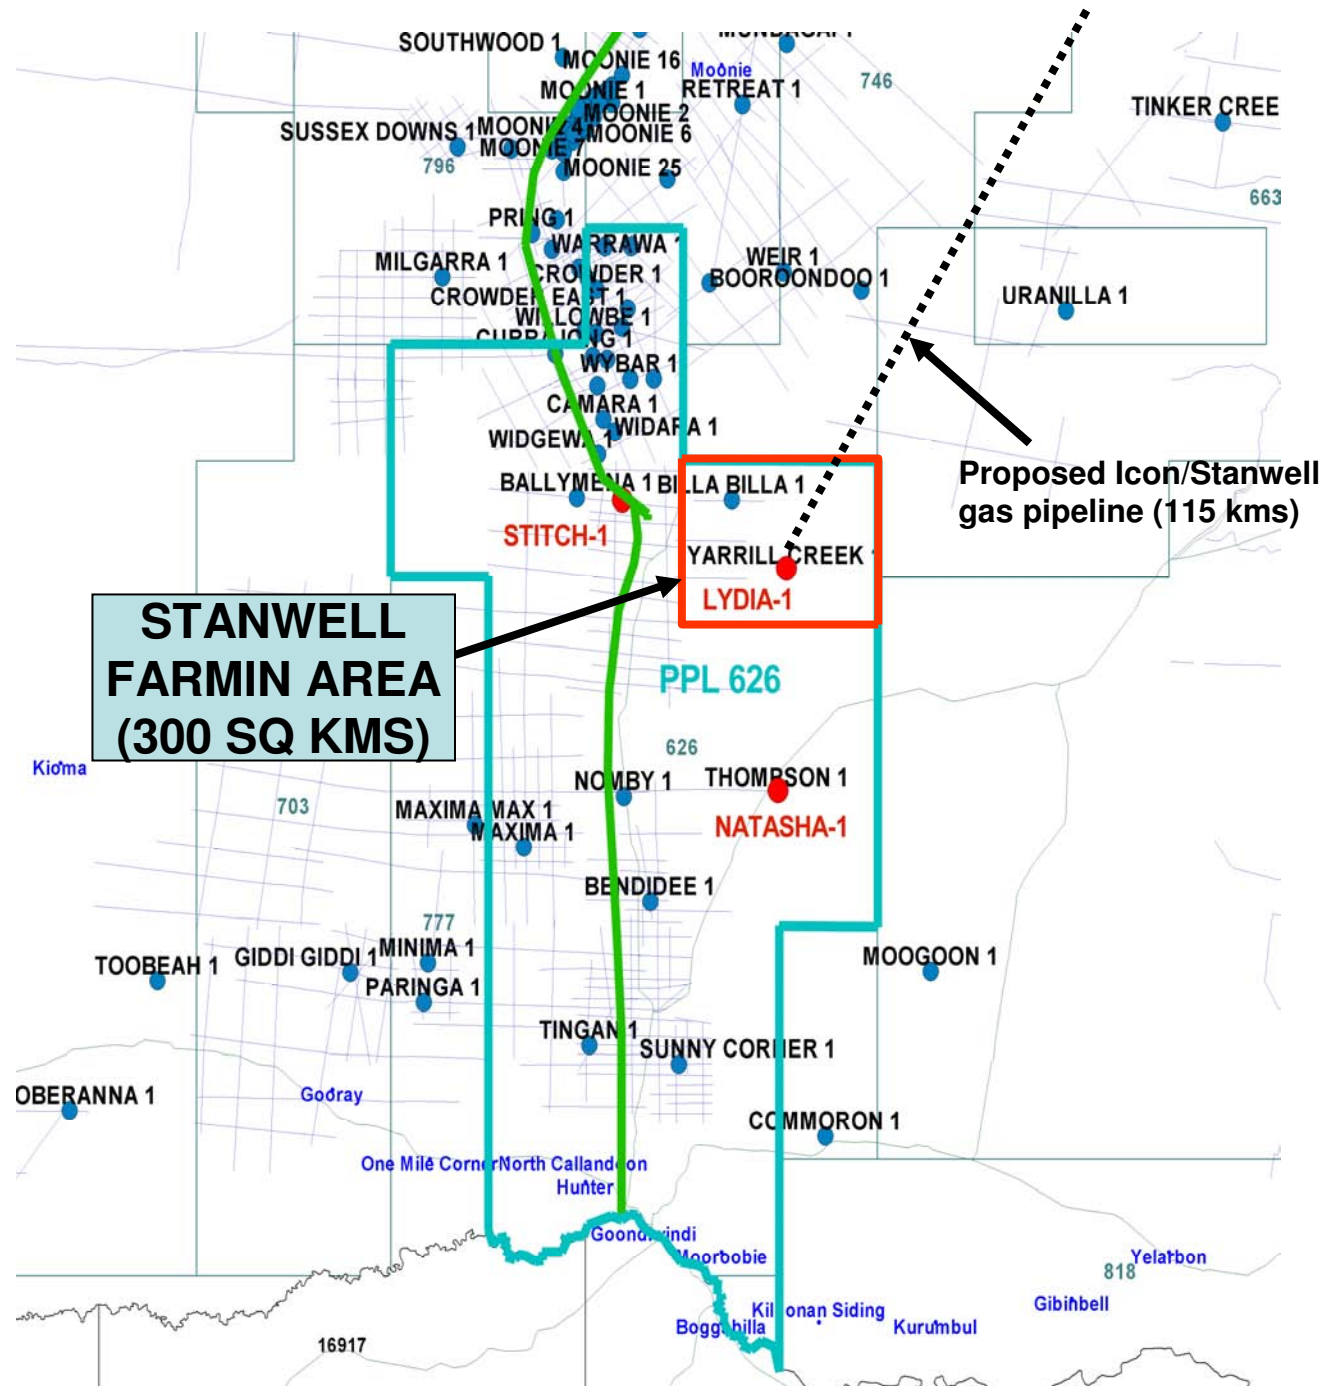 SOUTHWOOD 1
MOONIE 16
Moonie
746
MOONIE 1
RETREAT 1
TINKER CREE
MOONIE 2
SUSSEX DOWNS 1
MOONIE 4
MOONIE 6
MOONIE 7
796
MOONIE 25
663
PRING 1
WARRAWA 1
MILGARRA 1
WEIR 1
CROWDER 1
BOOROONDOO 1
CROWDER EAST 1
URANILLA 1
WILLOWBE 1
CURRAJONG 1
WYBAR 1
CAMARA 1
WIDARA 1
WIDGEWA 1
Proposed Icon/Stanwell
gas pipeline (115 kms)
BALLYMENA 1
BILLA BILLA 1
STITCH-1
YARRILL CREEK 1
LYDIA-1
STANWELL
FARMIN AREA
(300 SQ KMS)
PPL 626
626
Kioma
NOMBY 1
THOMPSON 1
703
MAXIMA MAX 1
MAXIMA 1
NATASHA-1
BENDIDEE 1
777
TOOBEAH 1
GIDDI GIDDI 1
MINIMA 1
MOOGOON 1
PARINGA 1
TINGAN 1
SUNNY CORNER 1
OBERANNA 1
Godray
COMMORON 1
One Mile Corner
North Callandoon
Hunter
Goondiwindi
Mooroobie
Yelarbon
818
Gibinbell
Kildonan Siding
Boggabilla
Kurumbul
16917